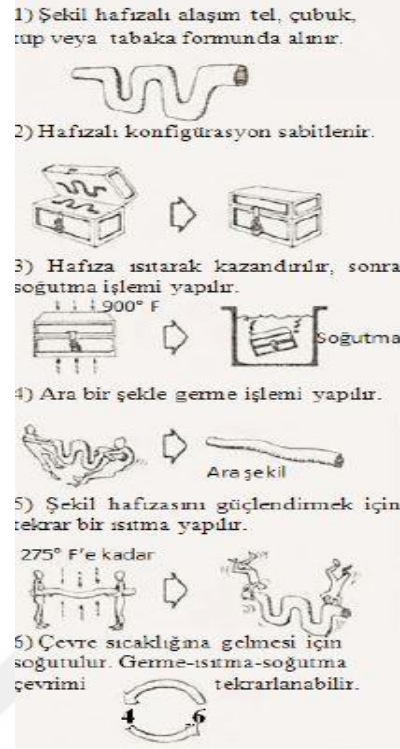 1) Şekil hafızalı alaşım tel, çubuk,
tüp veya tabaka formunda alınır.
2) Hafızalı konfigürasyon sabitlenir.
3) Hafıza ısıtarak kazandırılır, sonra
soğutma işlemi yapılır.
900° F
Soğutma
4) Ara bir şekle germe işlemi yapılır.
Ara şekil
5) Şekil hafızasını güçlendirmek için
tekrar bir ısıtma yapılır.
275° F'e kadar
6) Çevre sıcaklığına gelmesi için
soğutulur. Germe-ısıtma-soğutma
çevrimi tekrarlanabilir.
4 6